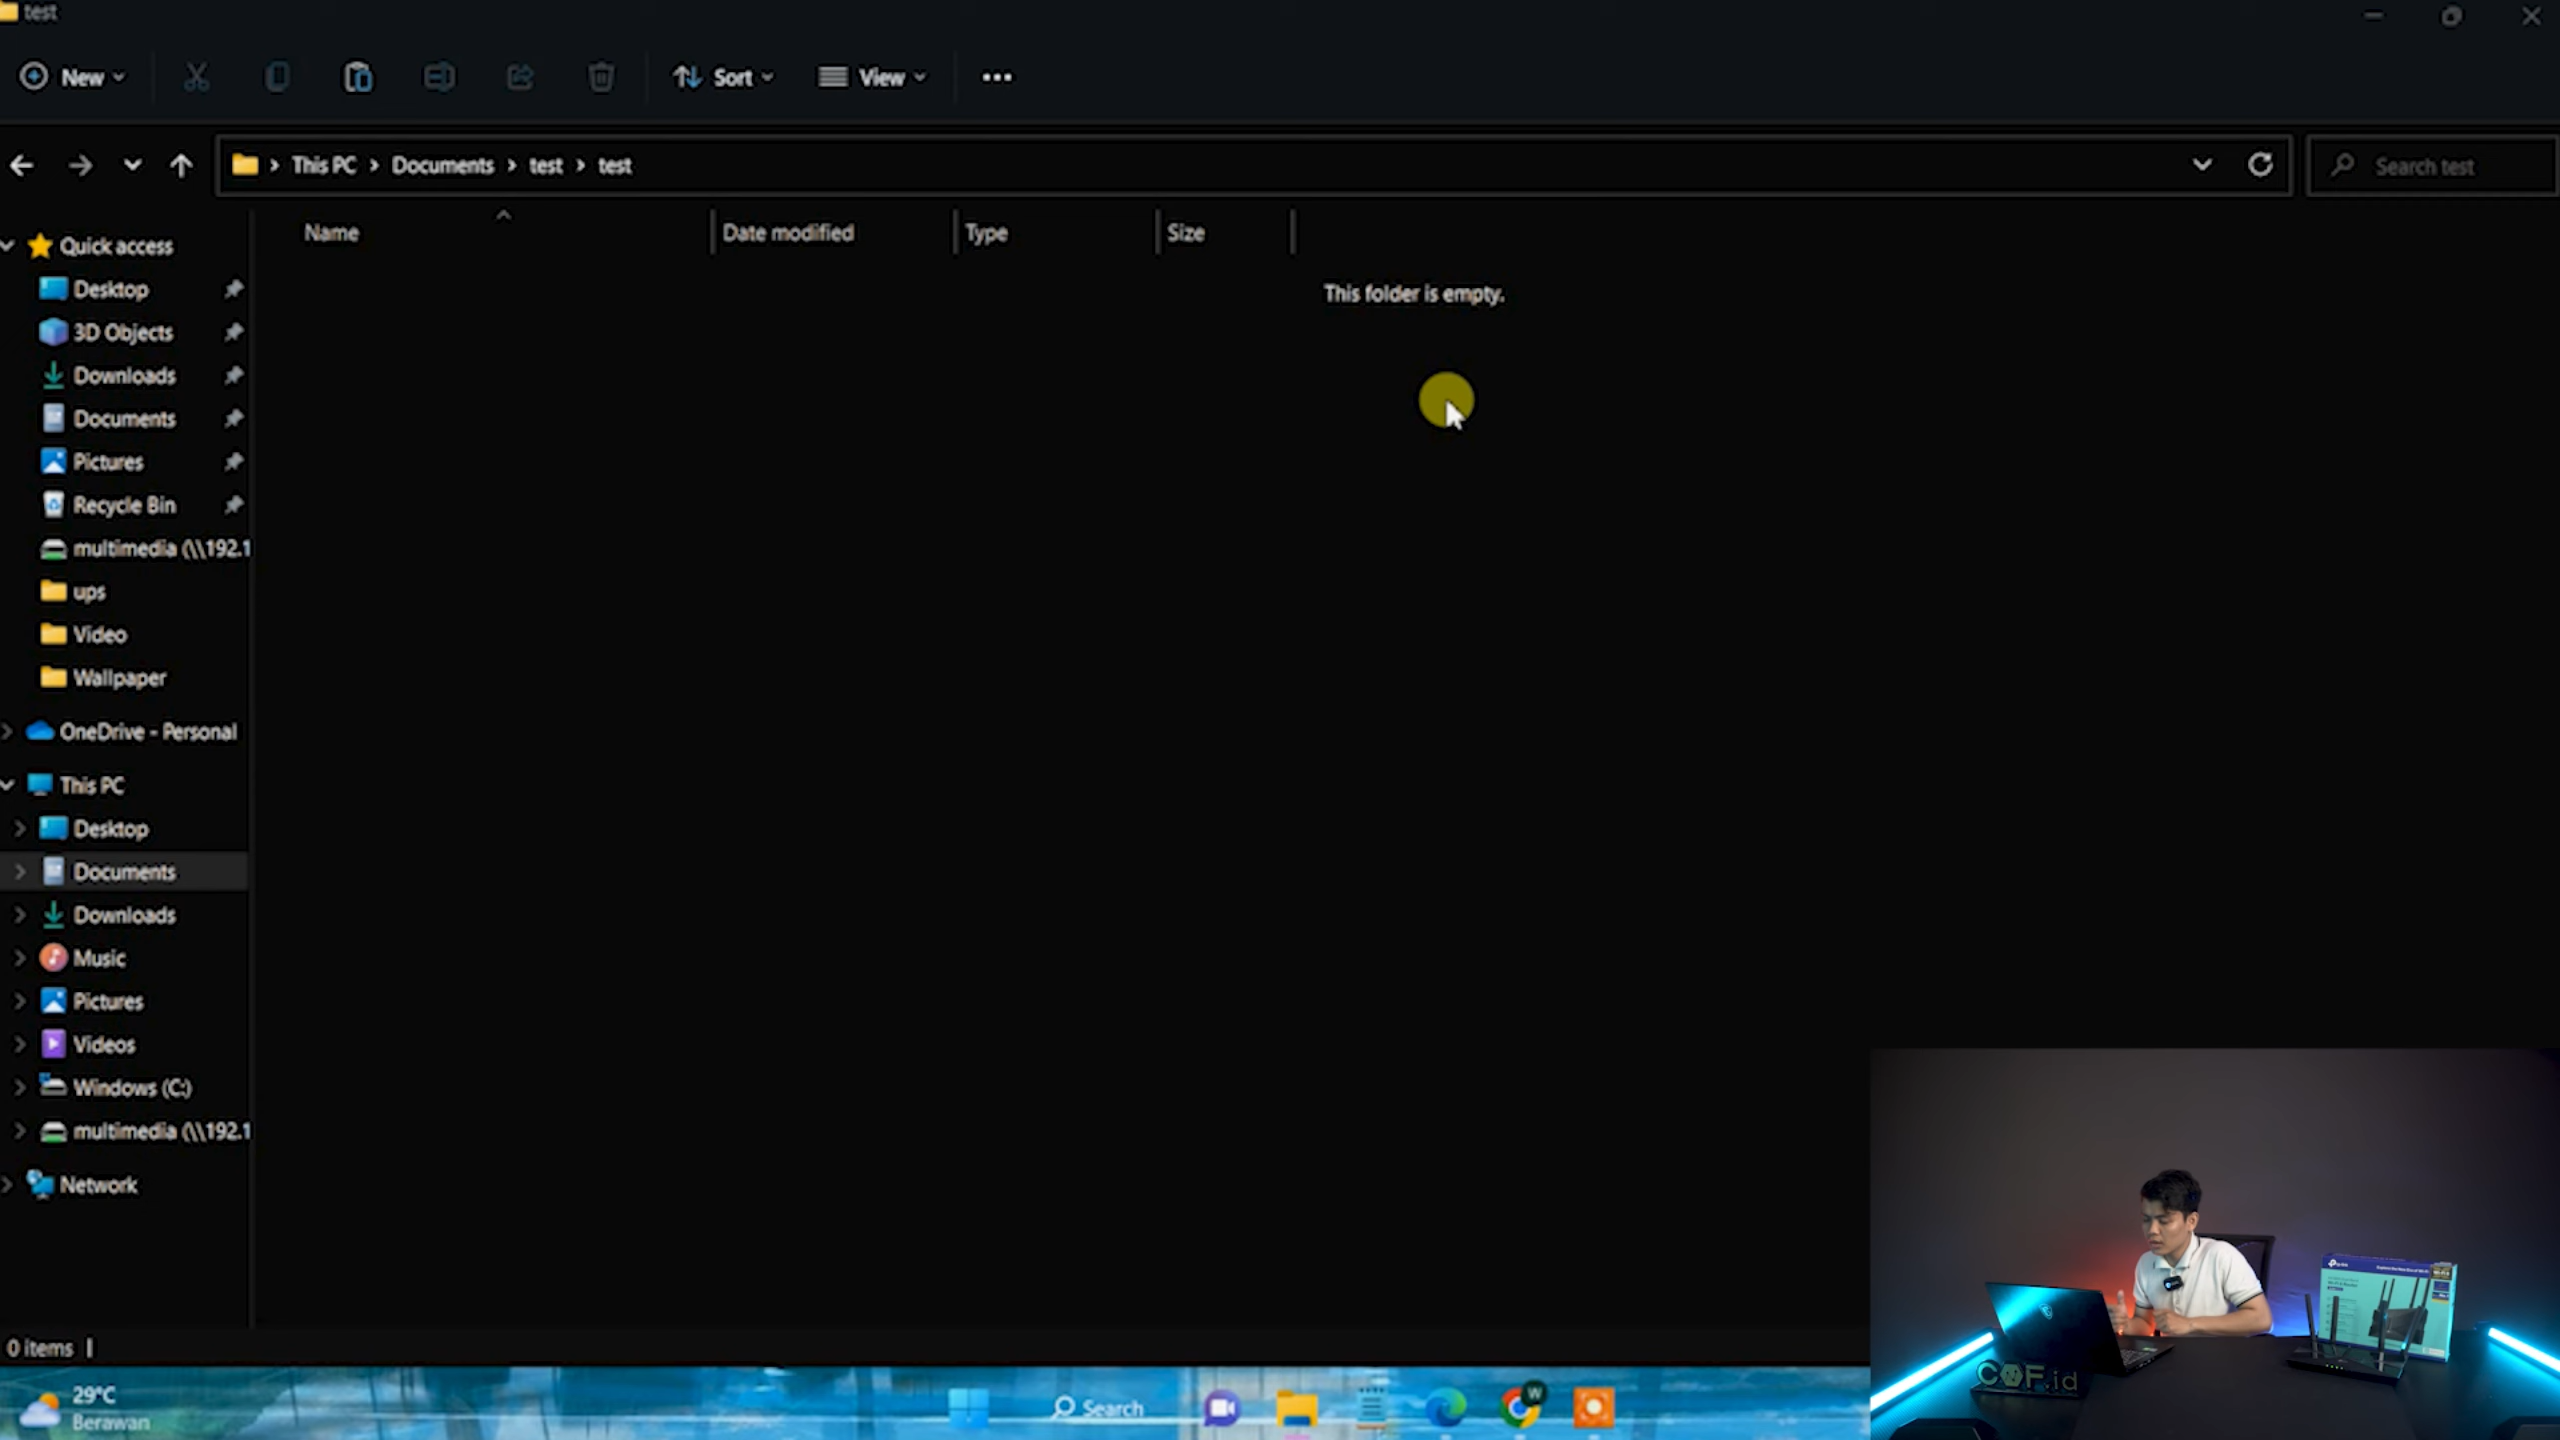 test
New
Sort
View
This PC > Documents > test > test
Search test
Name
Date modified
Type
Size
This folder is empty.
Quick access
Desktop
3D Objects
Downloads
Documents
Pictures
Recycle Bin
multimedia (\\192.1
ups
Video
Wallpaper
OneDrive - Personal
This PC
Desktop
Documents
Downloads
Music
Pictures
Videos
Windows (C:)
multimedia (\\192.1
Network
0 items
29°C
Berawan
Search
W
tp-link
COF.id